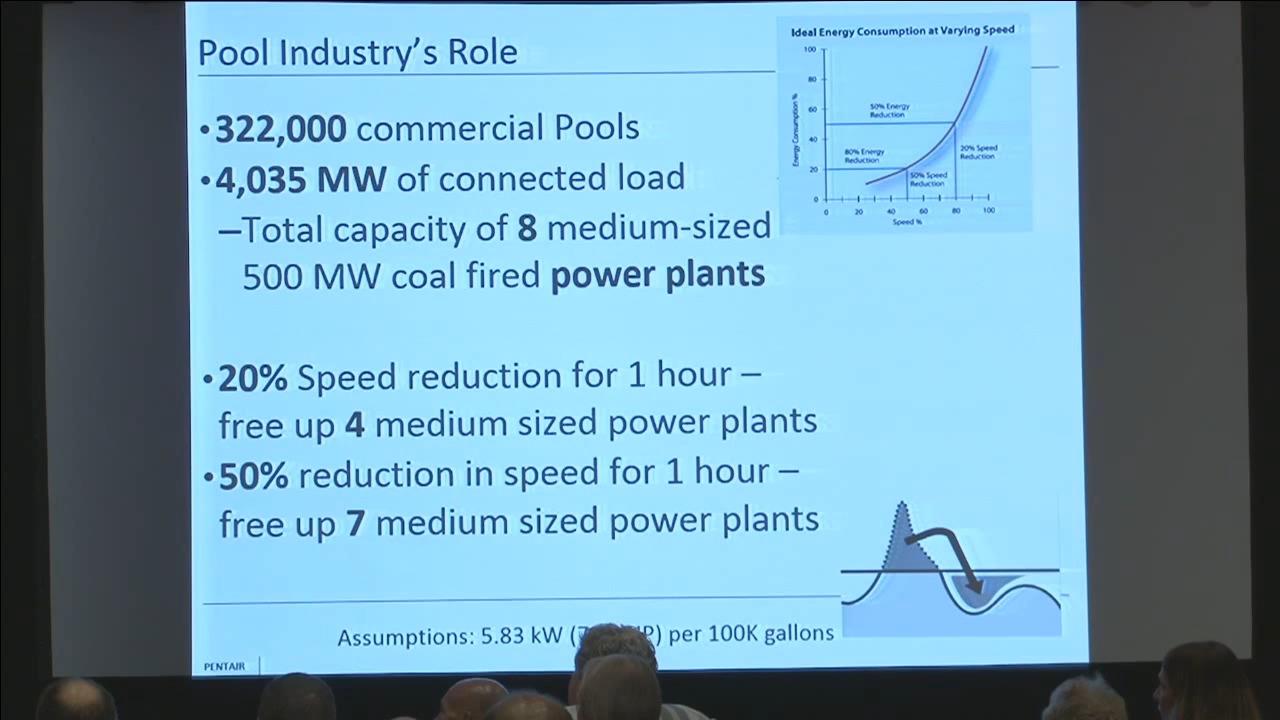 Pool Industry's Role
•322,000 commercial Pools
•4,035 MW of connected load
–Total capacity of 8 medium-sized
500 MW coal fired power plants
•20% Speed reduction for 1 hour –
free up 4 medium sized power plants
•50% reduction in speed for 1 hour –
free up 7 medium sized power plants
Ideal Energy Consumption at Varying Speed
Energy Consumption %
100
80
60
40
20
0
50% Energy
Reduction
80% Energy
Reduction
20% Speed
Reduction
50% Speed
Reduction
0 20 40 60 80 100
Speed %
Assumptions: 5.83 kW ( ) per 100K gallons
PENTAIR